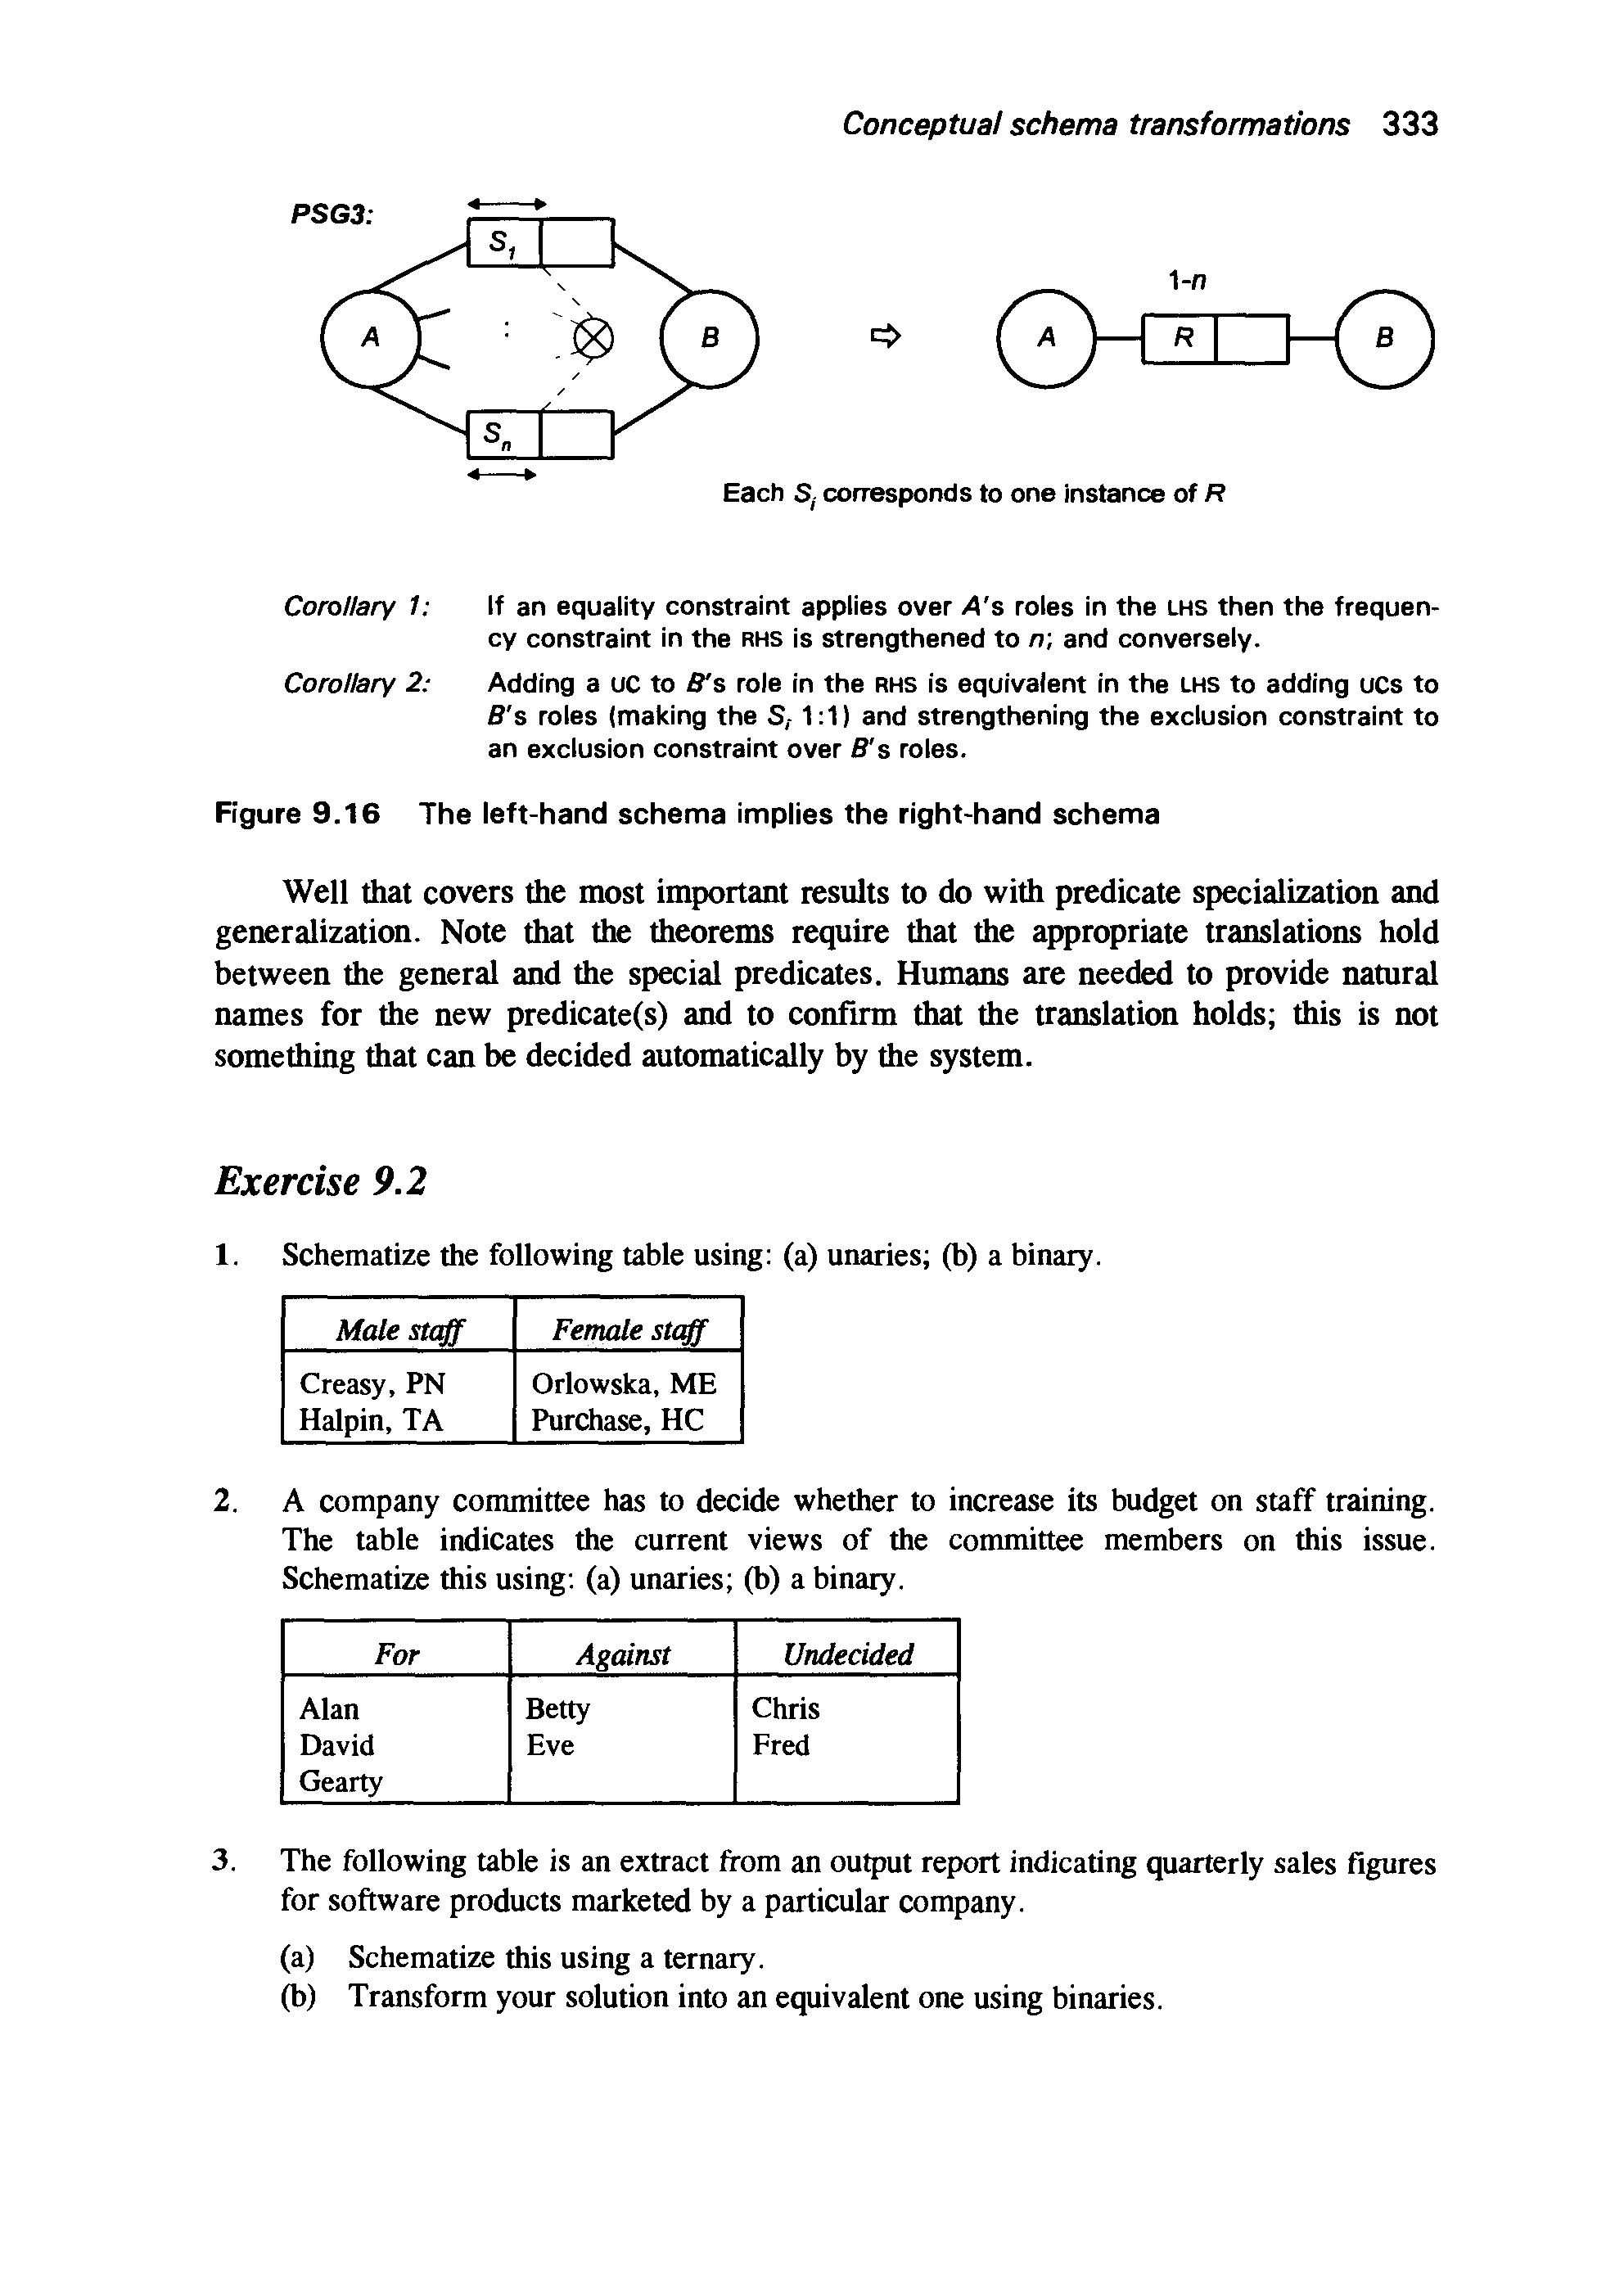 Conceptual schema transformations 333
PSG3:
S1
A
B
Sn
1-n
A
R
B
Each Si corresponds to one instance of R
Corollary 1: If an equality constraint applies over A's roles in the LHS then the frequen-
cy constraint in the RHS is strengthened to n; and conversely.
Corollary 2: Adding a UC to B's role in the RHS is equivalent in the LHS to adding UCs to
B's roles (making the Si 1:1) and strengthening the exclusion constraint to
an exclusion constraint over B's roles.
Figure 9.16 The left-hand schema implies the right-hand schema
Well that covers the most important results to do with predicate specialization and
generalization. Note that the theorems require that the appropriate translations hold
between the general and the special predicates. Humans are needed to provide natural
names for the new predicate(s) and to confirm that the translation holds; this is not
something that can be decided automatically by the system.
Exercise 9.2
1. Schematize the following table using: (a) unaries; (b) a binary.
Male staff Female staff
Creasy, PN Orlowska, ME
Halpin, TA Purchase, HC
2. A company committee has to decide whether to increase its budget on staff training.
The table indicates the current views of the committee members on this issue.
Schematize this using: (a) unaries; (b) a binary.
For Against Undecided
Alan Betty Chris
David Eve Fred
Gearty
3. The following table is an extract from an output report indicating quarterly sales figures
for software products marketed by a particular company.
(a) Schematize this using a ternary.
(b) Transform your solution into an equivalent one using binaries.